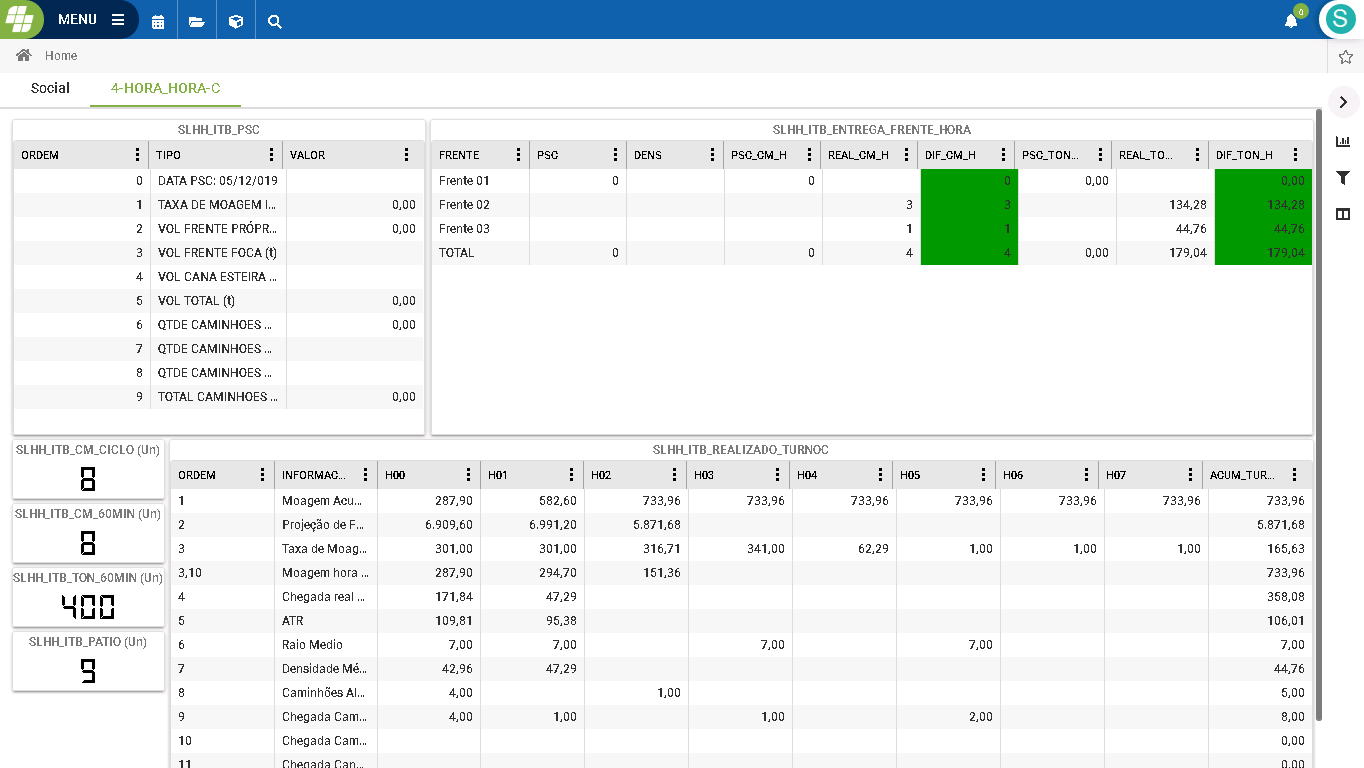 MENU
0
S
Home
Social 4-HORA_HORA-C
SLHH_ITB_PSC
ORDEM TIPO VALOR
0 DATA PSC: 05/12/019
1 TAXA DE MOAGEM I... 0,00
2 VOL FRENTE PRÓPR... 0,00
3 VOL FRENTE FOCA (t)
4 VOL CANA ESTEIRA ...
5 VOL TOTAL (t) 0,00
6 QTDE CAMINHOES ... 0,00
7 QTDE CAMINHOES ...
8 QTDE CAMINHOES ...
9 TOTAL CAMINHOES ... 0,00
SLHH_ITB_ENTREGA_FRENTE_HORA
FRENTE PSC DENS PSC_CM_H REAL_CM_H DIF_CM_H PSC_TON... REAL_TO... DIF_TON_H
Frente 01 0 0 0 0,00 0,00
Frente 02 3 3 134,28 134,28
Frente 03 1 1 44,76 44,76
TOTAL 0 0 4 4 0,00 179,04 179,04
SLHH_ITB_CM_CICLO (Un)
8
SLHH_ITB_CM_60MIN (Un)
8
SLHH_ITB_TON_60MIN (Un)
400
SLHH_ITB_PATIO (Un)
9
SLHH_ITB_REALIZADO_TURNOC
ORDEM INFORMAC... H00 H01 H02 H03 H04 H05 H06 H07 ACUM_TUR...
1 Moagem Acu... 287,90 582,60 733,96 733,96 733,96 733,96 733,96 733,96 733,96
2 Projeção de F... 6.909,60 6.991,20 5.871,68 5.871,68
3 Taxa de Moag... 301,00 301,00 316,71 341,00 62,29 1,00 1,00 1,00 165,63
3,10 Moagem hora ... 287,90 294,70 151,36 733,96
4 Chegada real ... 171,84 47,29 358,08
5 ATR 109,81 95,38 106,01
6 Raio Medio 7,00 7,00 7,00 7,00 7,00
7 Densidade Mé... 42,96 47,29 44,76
8 Caminhões Al... 4,00 1,00 5,00
9 Chegada Cam... 4,00 1,00 1,00 2,00 8,00
10 Chegada Cam... 0,00
11 Chegada Can... 0,00